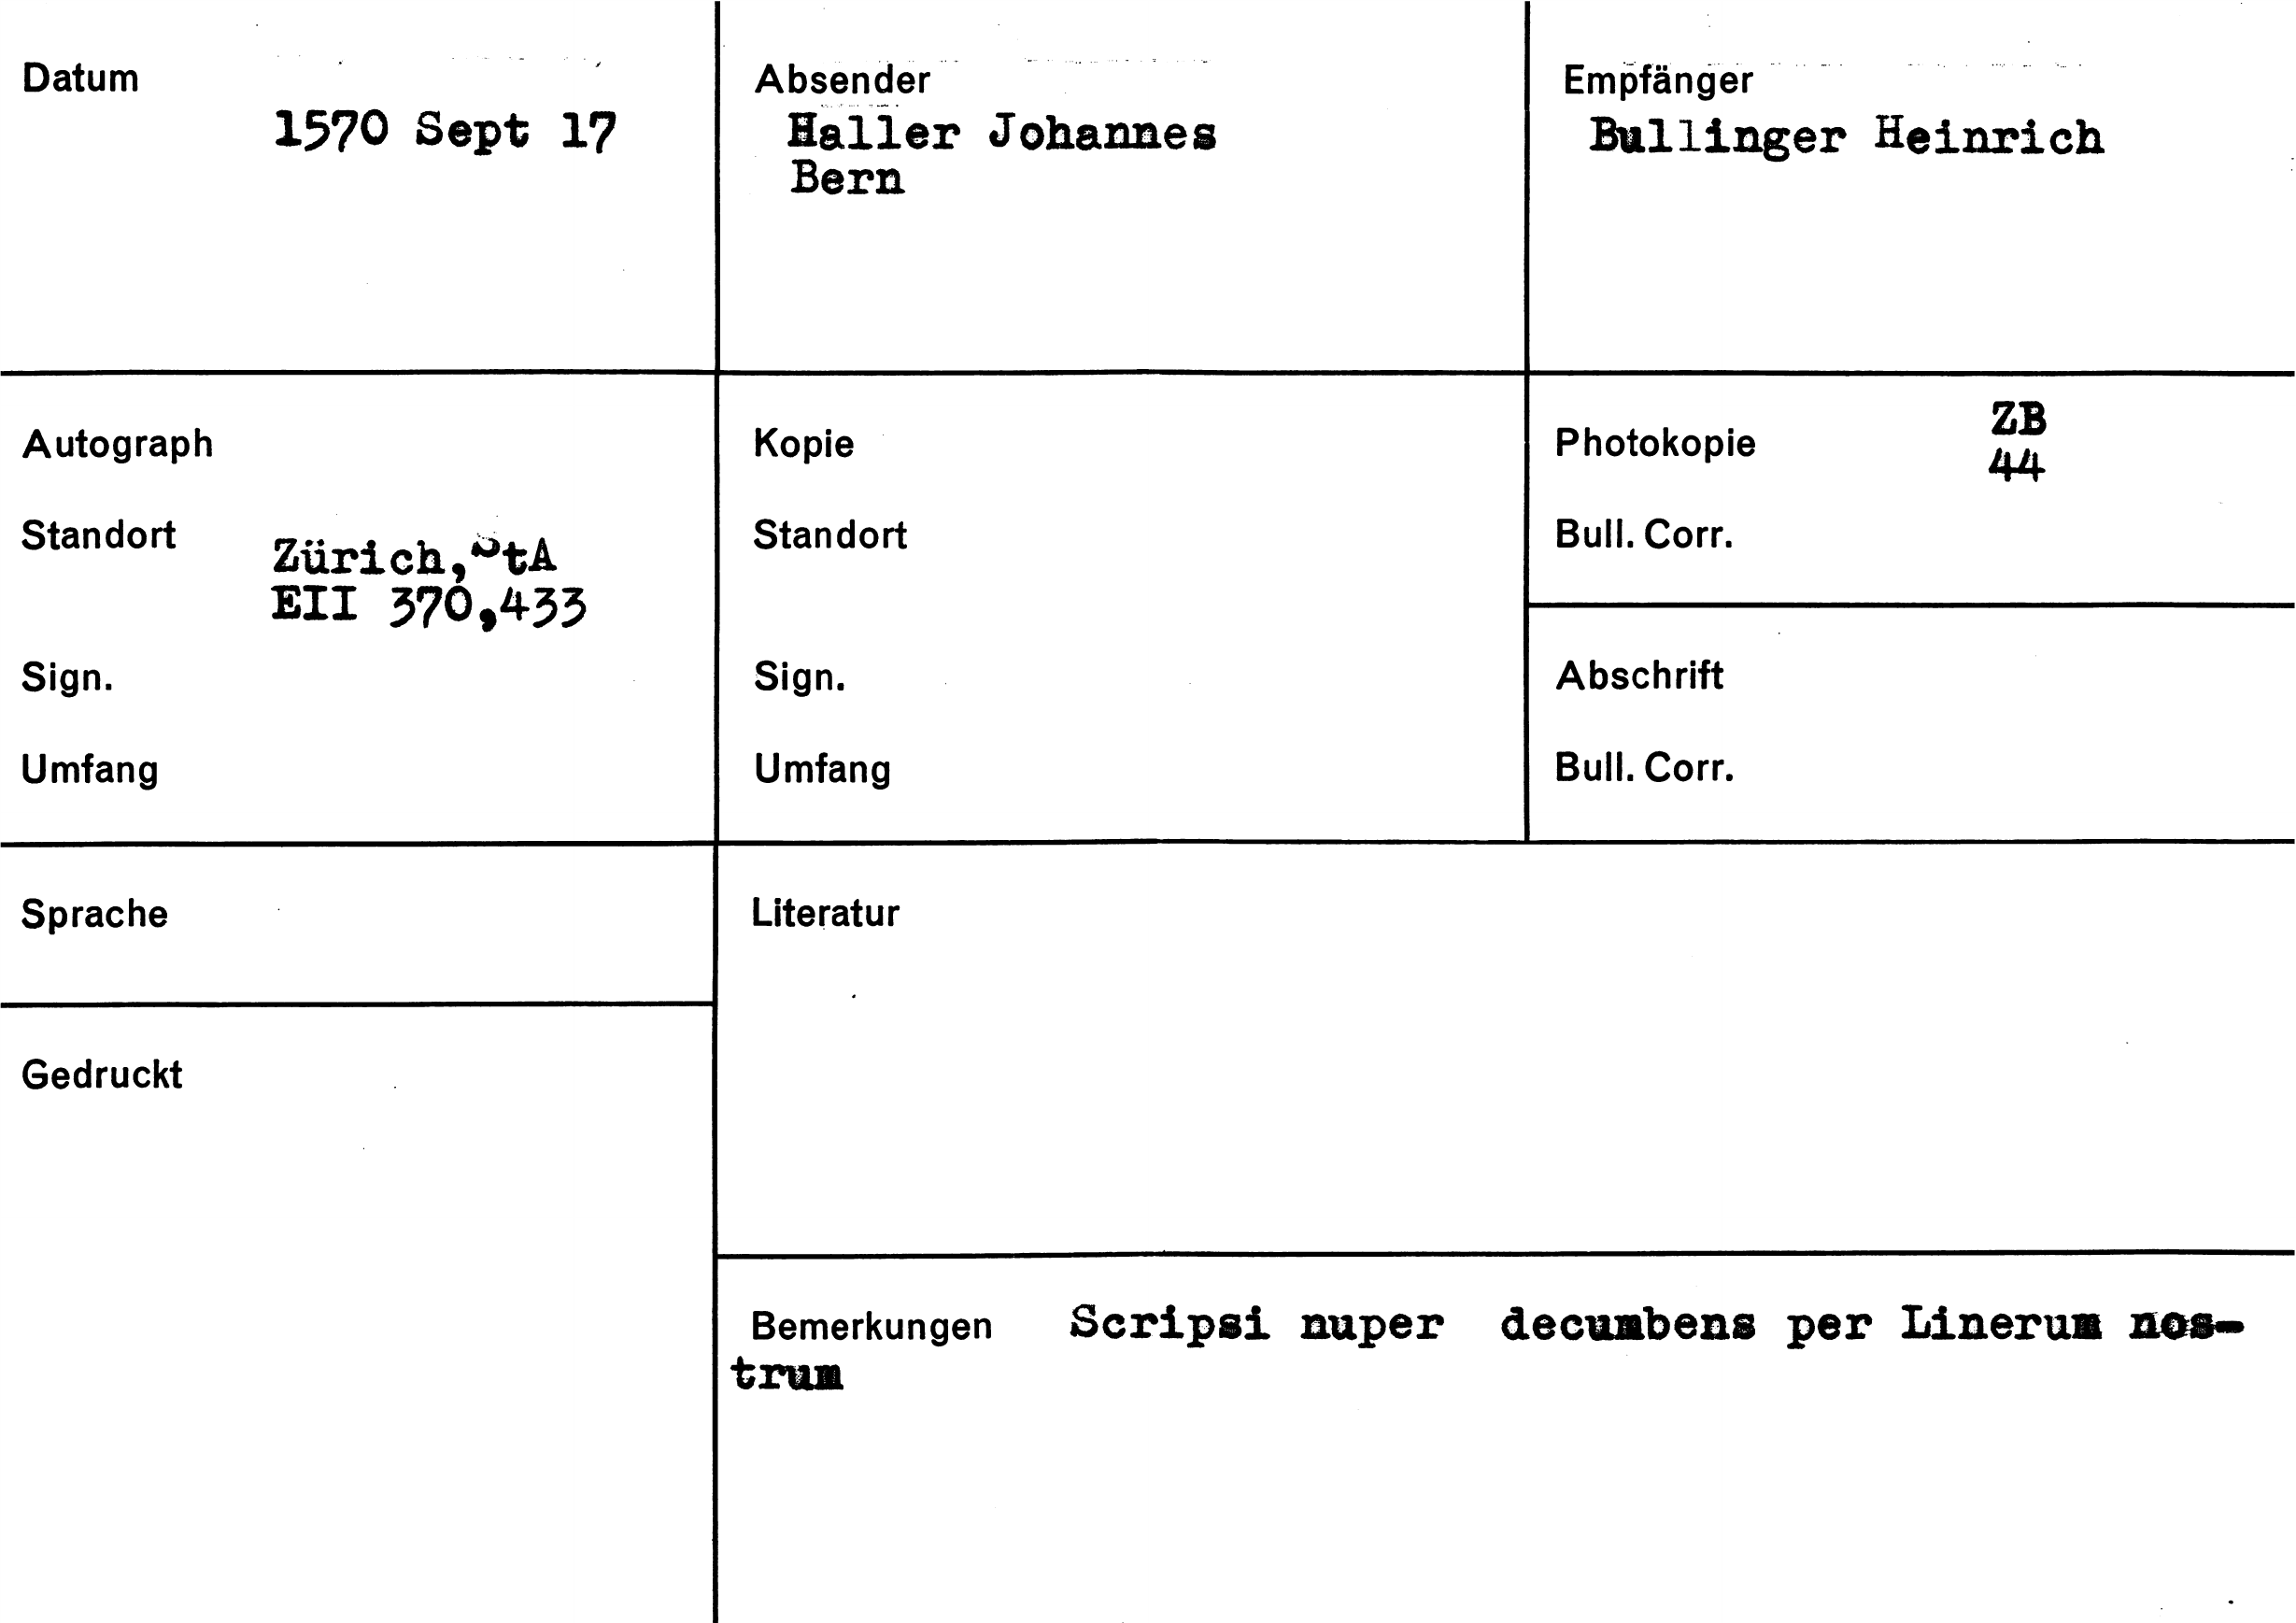 Datum
1570 Sept 17
Absender
Haller Johannes
Bern
Empfänger
Bullinger Heinrich
Autograph
Standort
Zürich, StA
EII 370,433
Sign.
Umfang
Kopie
Standort
Sign.
Umfang
Photokopie ZB
44
Bull. Corr.
Abschrift
Bull. Corr.
Sprache
Literatur
Gedruckt
Bemerkungen Scripsi nuper decumbens per Linerum nos-
trum